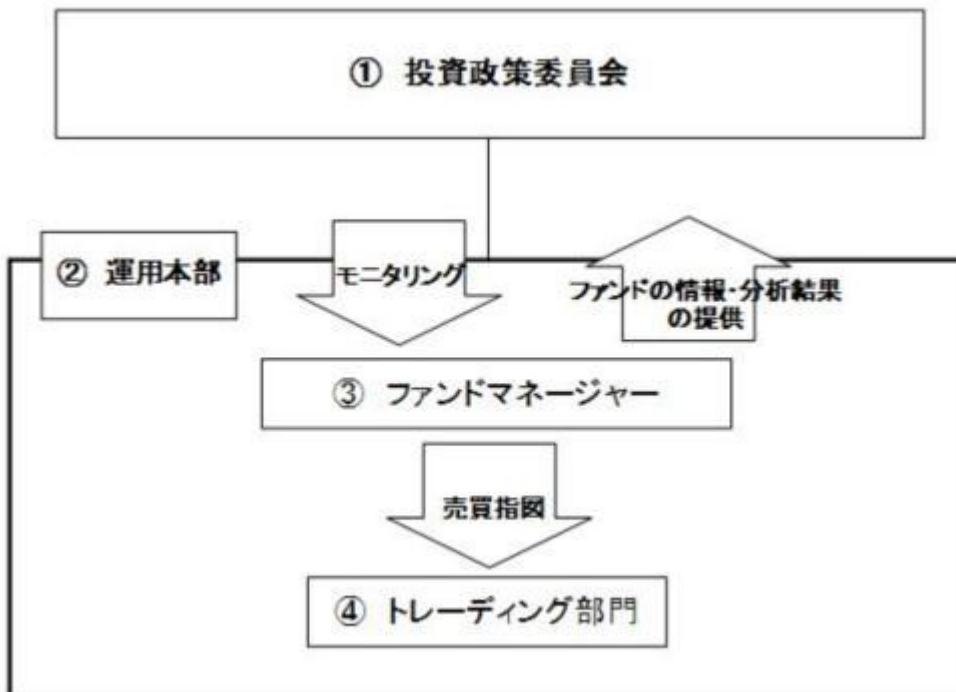 ① 投資政策委員会
② 運用本部
モニタリング
ファンドの情報・分析結果
の提供
③ ファンドマネージャー
売買指図
④ トレーディング部門